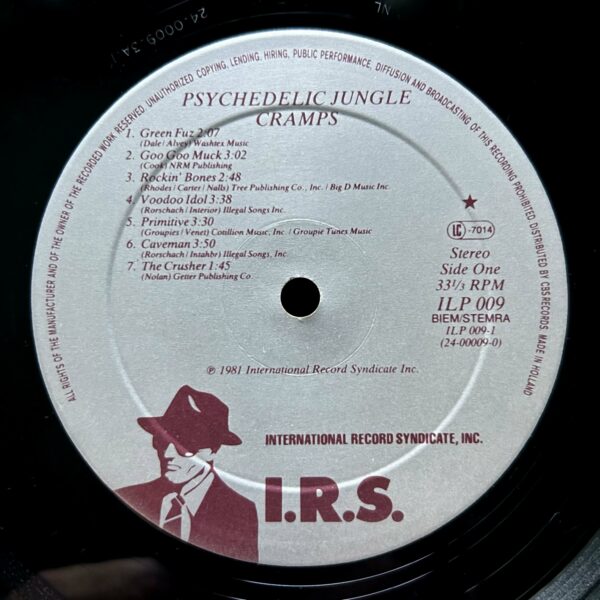 NL
24-0009-3A-1
ALL RIGHTS OF THE MANUFACTURER AND OF THE OWNER OF THE RECORDED WORK RESERVED. UNAUTHORIZED COPYING, LENDING, HIRING, PUBLIC PERFORMANCE, DIFFUSION AND BROADCASTING OF THIS RECORDING PROHIBITED. DISTRIBUTED BY CBS RECORDS. MADE IN HOLLAND
PSYCHEDELIC JUNGLE
CRAMPS
1. Green Fuz 2:07
(Dale / Alvey) Washtex Music
2. Goo Goo Muck 3:02
(Cook) NRM Publishing
3. Rockin' Bones 2:48
(Rhodes / Carter / Nalls) Tree Publishing Co., Inc. / Big D Music Inc.
4. Voodoo Idol 3:38
(Rorschach / Interior) Illegal Songs Inc.
5. Primitive 3:30
(Groupies / Venet) Cotillion Music, Inc. / Groupie Tunes Music
6. Caveman 3:50
(Rorschach / Intahbr) Illegal Songs, Inc.
7. The Crusher 1:45
(Nolan) Getter Publishing Co.
LC -7014
Stereo
Side One
33⅓ RPM
ILP 009
BIEM/STEMRA
ILP 009-1
(24-00009-0)
℗ 1981 International Record Syndicate Inc.
INTERNATIONAL RECORD SYNDICATE, INC.
I.R.S.